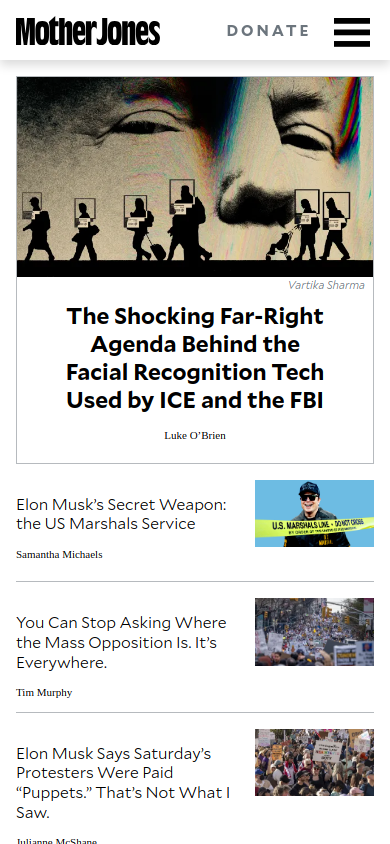 Mother Jones
DONATE
Vartika Sharma
The Shocking Far-Right
Agenda Behind the
Facial Recognition Tech
Used by ICE and the FBI
Luke O’Brien
Elon Musk’s Secret Weapon:
the US Marshals Service
Samantha Michaels
U.S. MARSHALS LINE • DO NOT CROSS
You Can Stop Asking Where
the Mass Opposition Is. It’s
Everywhere.
Tim Murphy
Elon Musk Says Saturday’s
Protesters Were Paid
“Puppets.” That’s Not What I
Saw.
Julianne McShane